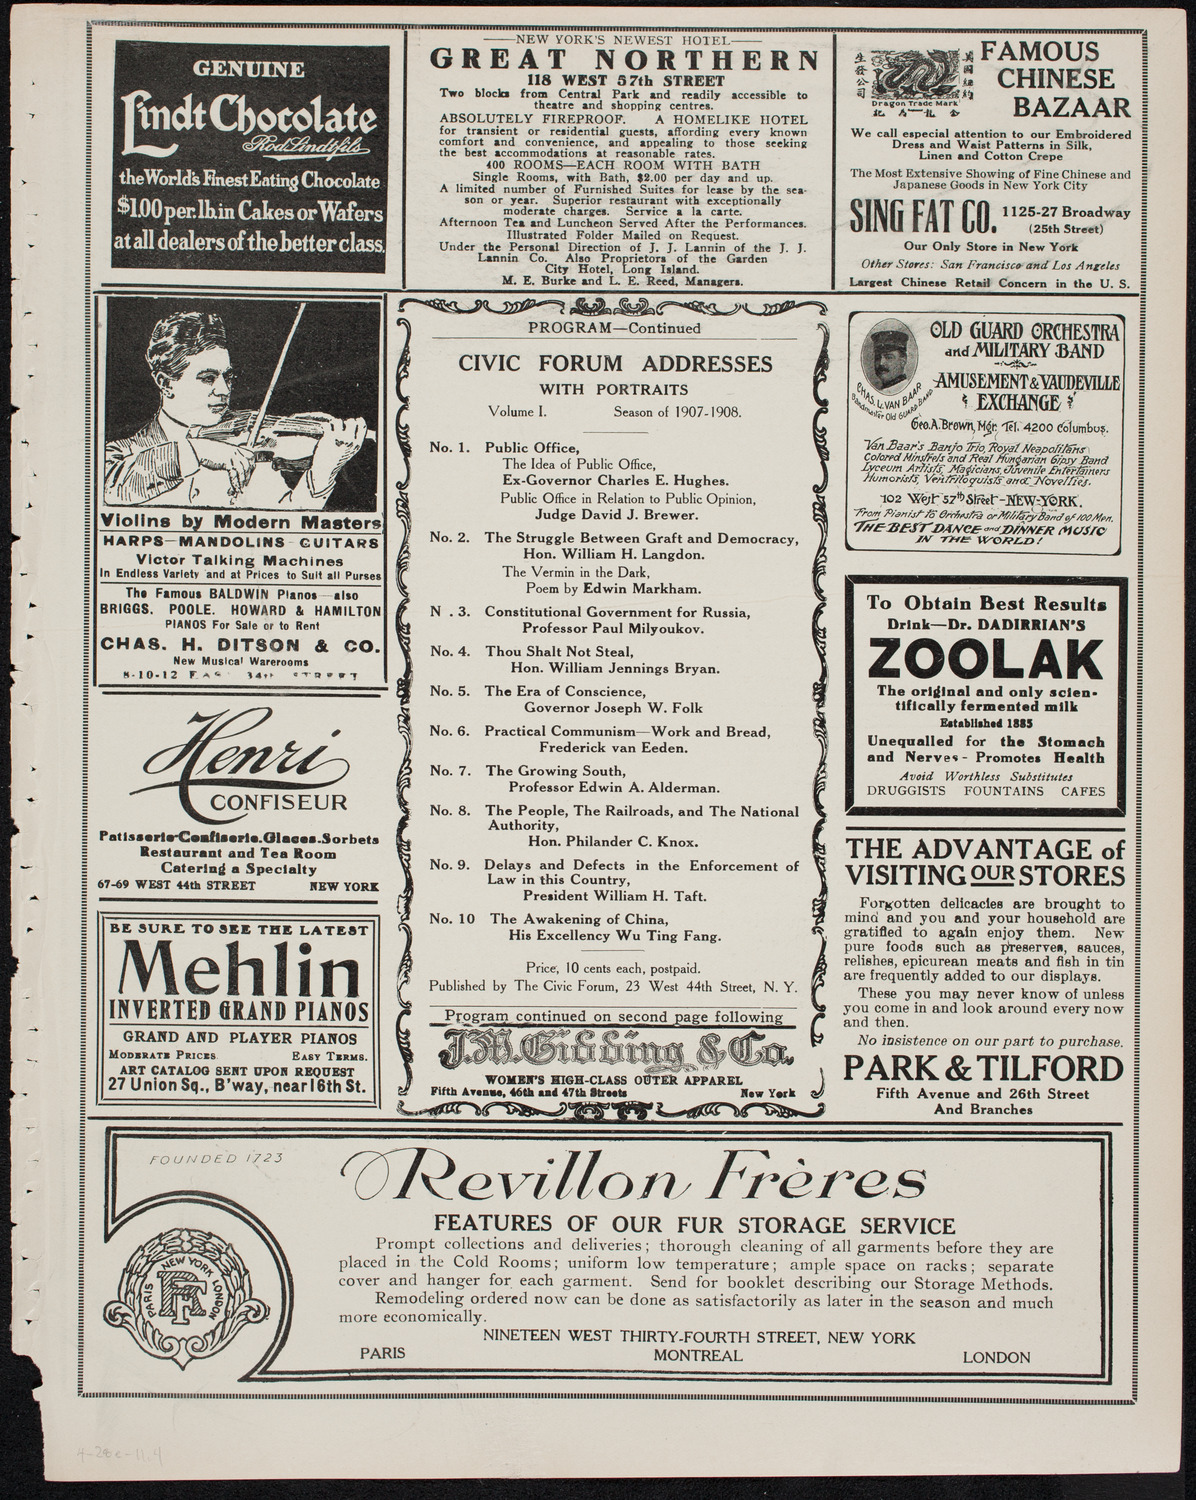 GENUINE
Lindt Chocolate
Rod. Lindt fils
the World's Finest Eating Chocolate
$1.00 per. lb. in Cakes or Wafers
at all dealers of the better class.
NEW YORK'S NEWEST HOTEL
GREAT NORTHERN
118 WEST 57th STREET
Two blocks from Central Park and readily accessible to
theatre and shopping centres.
ABSOLUTELY FIREPROOF. A HOMELIKE HOTEL
for transient or residential guests, affording every known
comfort and convenience, and appealing to those seeking
the best accommodations at reasonable rates.
400 ROOMS—EACH ROOM WITH BATH
Single Rooms, with Bath, $2.00 per day and up.
A limited number of Furnished Suites for lease by the sea-
son or year. Superior restaurant with exceptionally
moderate charges. Service a la carte.
Afternoon Tea and Luncheon Served After the Performances.
Illustrated Folder Mailed on Request.
Under the Personal Direction of J. J. Lannin of the J. J.
Lannin Co. Also Proprietors of the Garden
City Hotel, Long Island.
M. E. Burke and L. E. Reed, Managers.
生發公司
美國紐約
Dragon Trade Mark
FAMOUS
CHINESE
BAZAAR
We call especial attention to our Embroidered
Dress and Waist Patterns in Silk,
Linen and Cotton Crepe
The Most Extensive Showing of Fine Chinese and
Japanese Goods in New York City
SING FAT CO. 1125-27 Broadway
(25th Street)
Our Only Store in New York
Other Stores: San Francisco and Los Angeles
Largest Chinese Retail Concern in the U. S.
Violins by Modern Masters
HARPS—MANDOLINS GUITARS
Victor Talking Machines
In Endless Variety and at Prices to Suit all Purses
The Famous BALDWIN Pianos—also
BRIGGS. POOLE. HOWARD & HAMILTON
PIANOS For Sale or to Rent
CHAS. H. DITSON & CO.
New Musical Warerooms
8-10-12 EAST 34th STREET
Henri
CONFISEUR
Patisserie-Confiserie.Glaces.Sorbets
Restaurant and Tea Room
Catering a Specialty
67-69 WEST 44th STREET NEW YORK
BE SURE TO SEE THE LATEST
Mehlin
INVERTED GRAND PIANOS
GRAND AND PLAYER PIANOS
MODERATE PRICES EASY TERMS.
ART CATALOG SENT UPON REQUEST
27 Union Sq., B'way, near 16th St.
PROGRAM—Continued
CIVIC FORUM ADDRESSES
WITH PORTRAITS
Volume I. Season of 1907-1908.
No. 1. Public Office,
The Idea of Public Office,
Ex-Governor Charles E. Hughes.
Public Office in Relation to Public Opinion,
Judge David J. Brewer.
No. 2. The Struggle Between Graft and Democracy,
Hon. William H. Langdon.
The Vermin in the Dark,
Poem by Edwin Markham.
N . 3. Constitutional Government for Russia,
Professor Paul Milyoukov.
No. 4. Thou Shalt Not Steal,
Hon. William Jennings Bryan.
No. 5. The Era of Conscience,
Governor Joseph W. Folk
No. 6. Practical Communism—Work and Bread,
Frederick van Eeden.
No. 7. The Growing South,
Professor Edwin A. Alderman.
No. 8. The People, The Railroads, and The National
Authority,
Hon. Philander C. Knox.
No. 9. Delays and Defects in the Enforcement of
Law in this Country,
President William H. Taft.
No. 10 The Awakening of China,
His Excellency Wu Ting Fang.
Price, 10 cents each, postpaid.
Published by The Civic Forum, 23 West 44th Street, N. Y.
Program continued on second page following
J.M. Gidding & Co.
WOMEN'S HIGH-CLASS OUTER APPAREL
Fifth Avenue, 46th and 47th Streets New York
CHAS. L. VAN BAAR
Bandmaster Old Guard Band
OLD GUARD ORCHESTRA
and MILITARY BAND
AMUSEMENT & VAUDEVILLE
EXCHANGE
Geo. A. Brown, Mgr. Tel. 4200 Columbus.
Van Baar's Banjo Trio, Royal Neapolitans
Colored Minstrels and Real Hungarian Gipsy Band
Lyceum Artists, Magicians, Juvenile Entertainers
Humorists, Ventriloquists and Novelties.
102 West 57th Street - NEW-YORK.
From Pianist to Orchestra or Military Band of 100 Men.
THE BEST DANCE and DINNER MUSIC
IN THE WORLD!
To Obtain Best Results
Drink—Dr. DADIRRIAN'S
ZOOLAK
The original and only scien-
tifically fermented milk
Established 1885
Unequalled for the Stomach
and Nerves - Promotes Health
Avoid Worthless Substitutes
DRUGGISTS FOUNTAINS CAFES
THE ADVANTAGE of
VISITING OUR STORES
Forgotten delicacies are brought to
mind and you and your household are
gratified to again enjoy them. New
pure foods such as preserves, sauces,
relishes, epicurean meats and fish in tin
are frequently added to our displays.
These you may never know of unless
you come in and look around every now
and then.
No insistence on our part to purchase.
PARK & TILFORD
Fifth Avenue and 26th Street
And Branches
FOUNDED 1723
PARIS NEW YORK LONDON
Revillon Frères
FEATURES OF OUR FUR STORAGE SERVICE
Prompt collections and deliveries; thorough cleaning of all garments before they are
placed in the Cold Rooms; uniform low temperature; ample space on racks; separate
cover and hanger for each garment. Send for booklet describing our Storage Methods.
Remodeling ordered now can be done as satisfactorily as later in the season and much
more economically.
NINETEEN WEST THIRTY-FOURTH STREET, NEW YORK
PARIS MONTREAL LONDON
4-28e-11.4